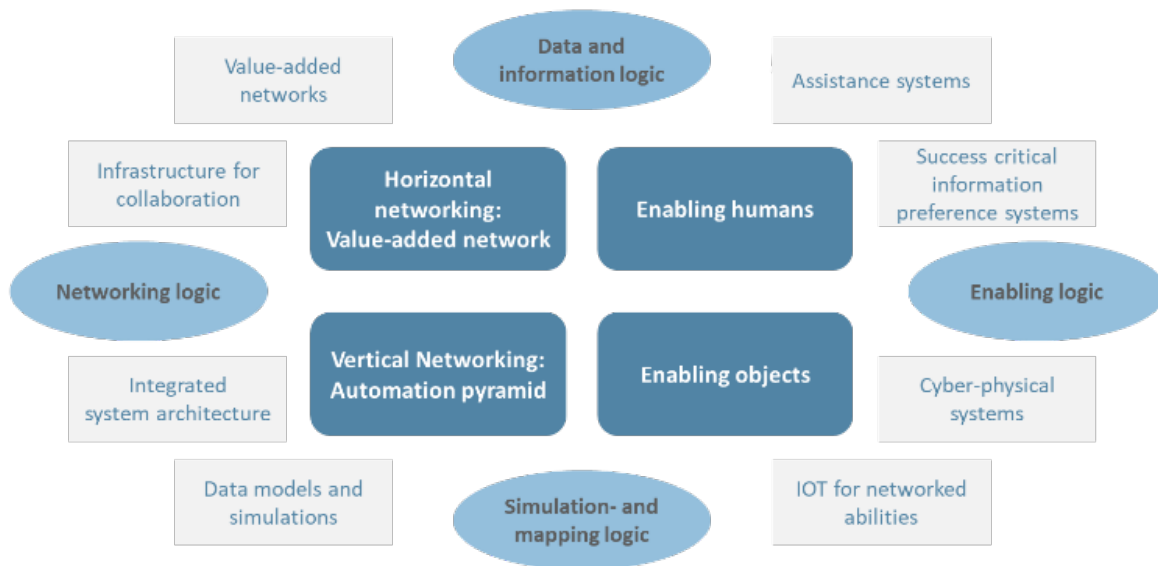 Data and
information logic
Value-added
networks
Assistance systems
Infrastructure for
collaboration
Horizontal
networking:
Value-added network
Enabling humans
Success critical
information
preference systems
Networking logic
Enabling logic
Vertical Networking:
Automation pyramid
Enabling objects
Integrated
system architecture
Cyber-physical
systems
Data models and
simulations
Simulation- and
mapping logic
IOT for networked
abilities